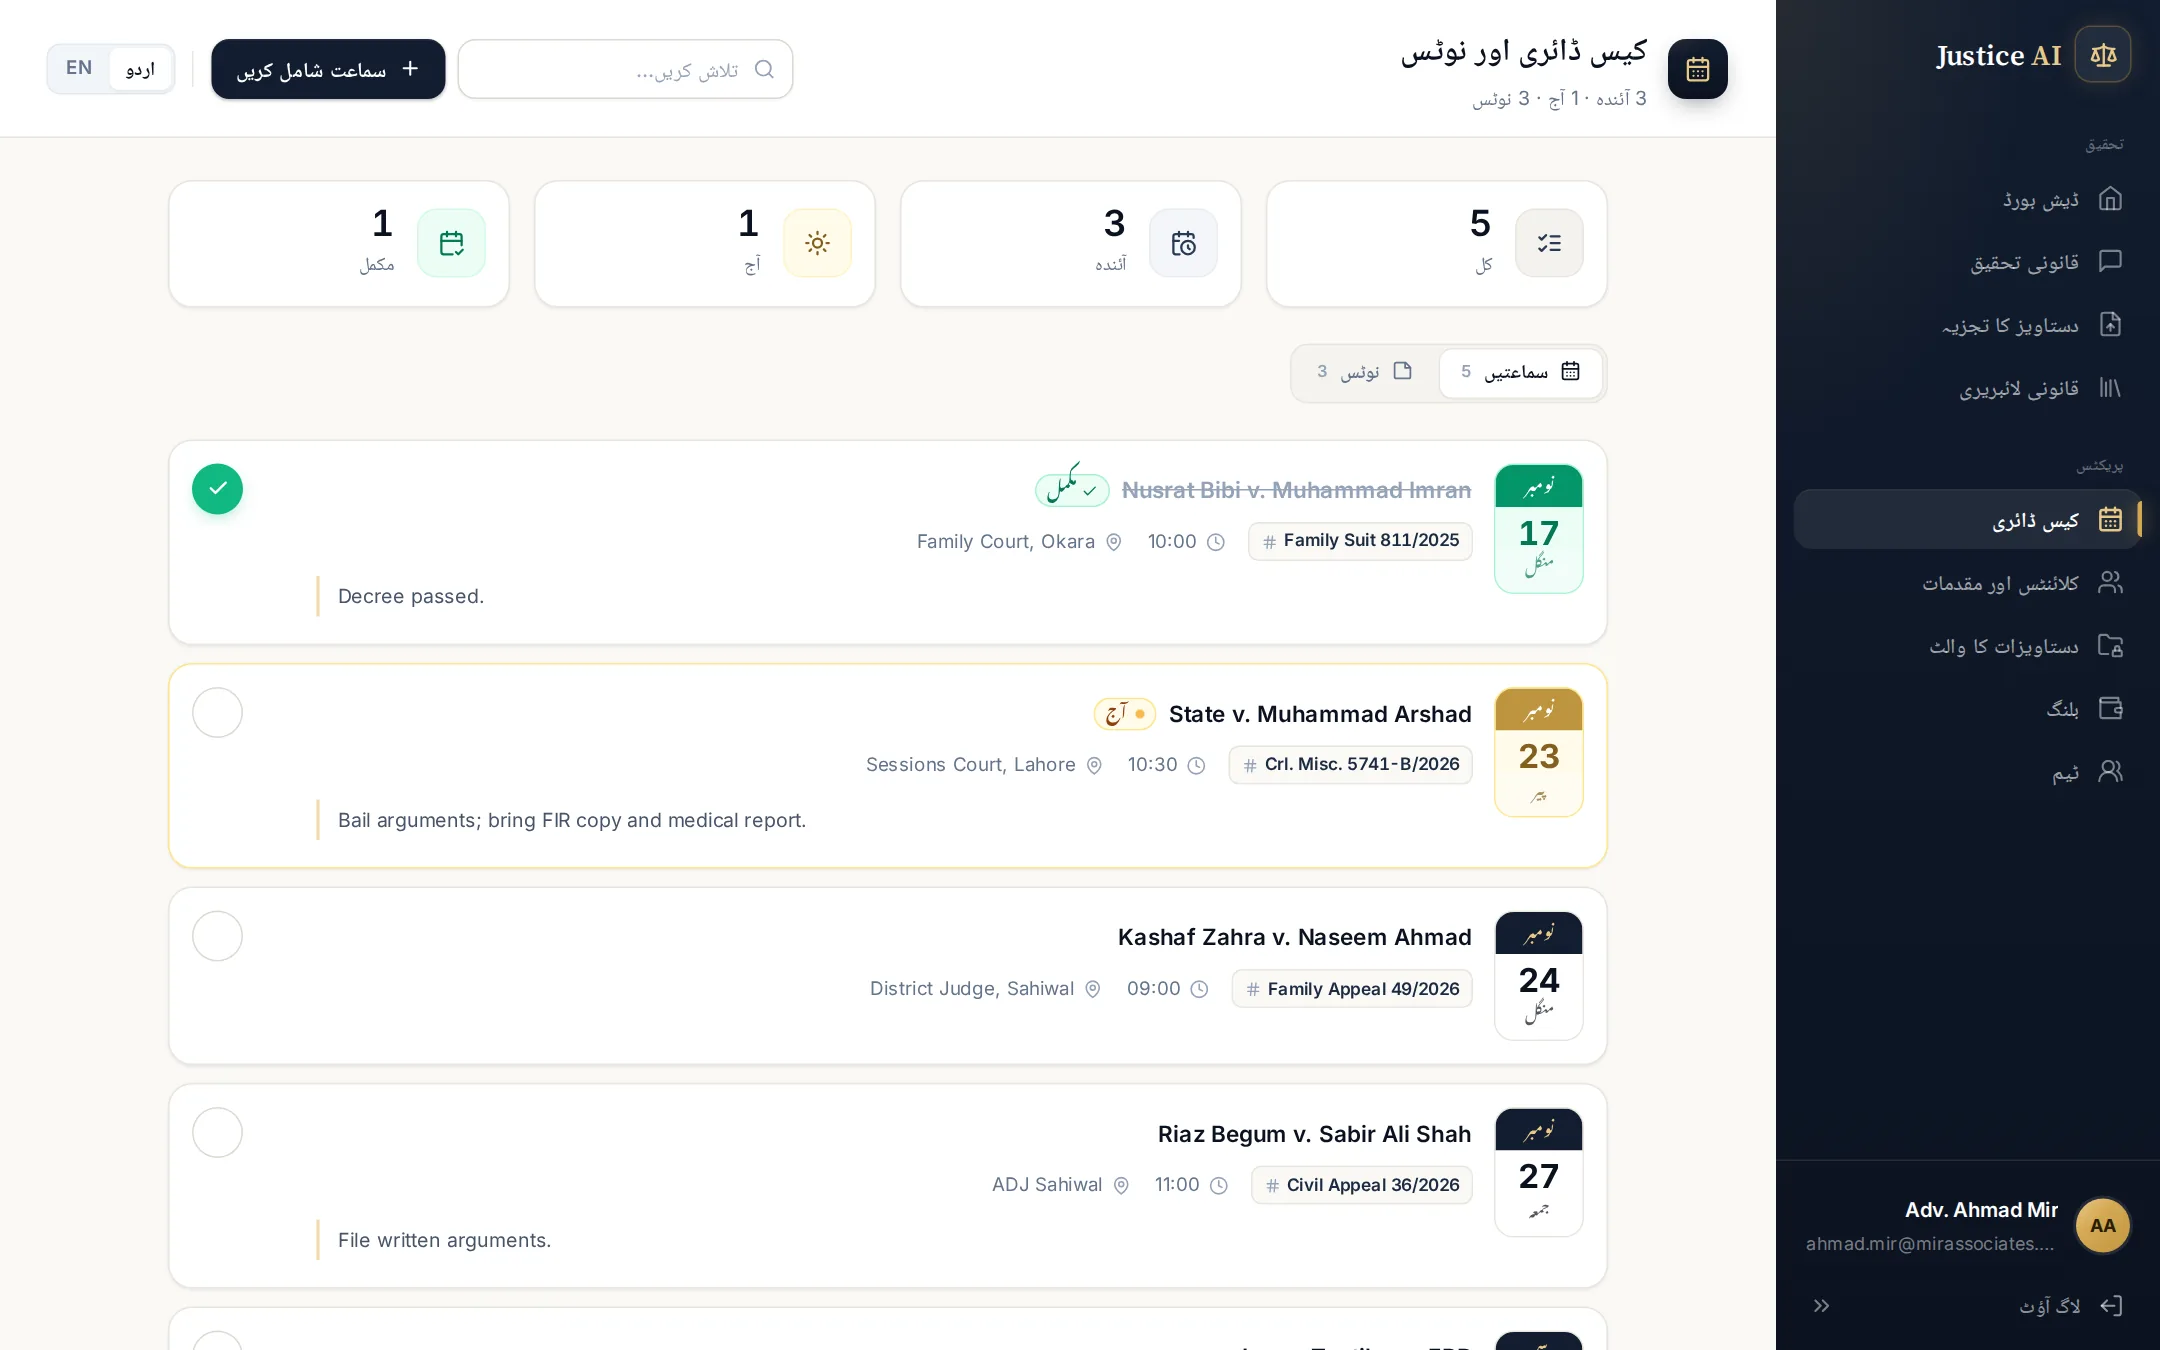 Justice AI
تحقیق
ڈیش بورڈ
قانونی تحقیق
دستاویز کا تجزیہ
قانونی لائبریری
پریکٹس
کیس ڈائری
کلائنٹس اور مقدمات
دستاویزات کا والٹ
بلنگ
ٹیم
Adv. Ahmad Mir
ahmad.mir@mirassociates....
AA
لاگ آؤٹ
کیس ڈائری اور نوٹس
3 آئندہ · 1 آج · 3 نوٹس
تلاش کریں...
سماعت شامل کریں
اردو
EN
5
کل
3
آئندہ
1
آج
1
مکمل
سماعتیں 5
نوٹس 3
نومبر
17
منگل
Nusrat Bibi v. Muhammad Imran
مکمل
# Family Suit 811/2025
10:00
Family Court, Okara
Decree passed.
نومبر
23
پیر
State v. Muhammad Arshad
آج
# Crl. Misc. 5741-B/2026
10:30
Sessions Court, Lahore
Bail arguments; bring FIR copy and medical report.
نومبر
24
منگل
Kashaf Zahra v. Naseem Ahmad
# Family Appeal 49/2026
09:00
District Judge, Sahiwal
نومبر
27
جمعہ
Riaz Begum v. Sabir Ali Shah
# Civil Appeal 36/2026
11:00
ADJ Sahiwal
File written arguments.